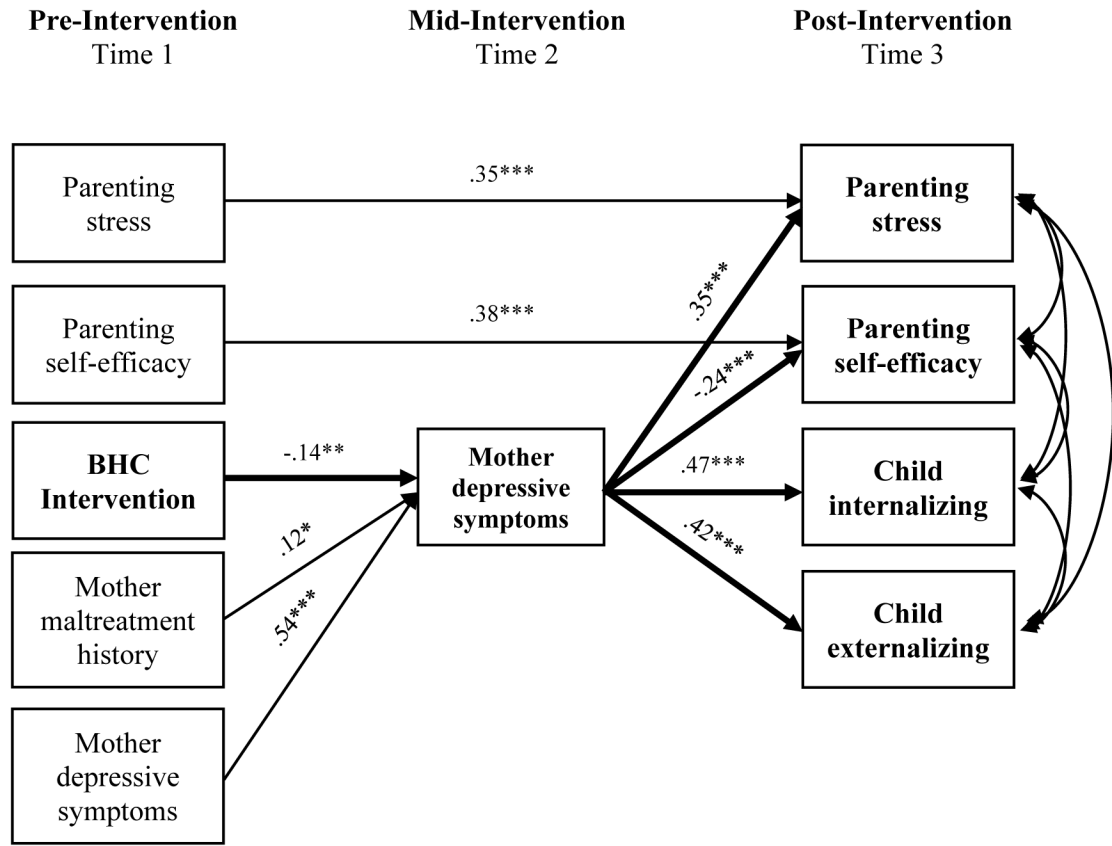 Pre-Intervention
Time 1
Mid-Intervention
Time 2
Post-Intervention
Time 3
Parenting
stress
.35***
Parenting
stress
Parenting
self-efficacy
.38***
Parenting
self-efficacy
.35***
-.24***
BHC
Intervention
-.14**
Mother
depressive
symptoms
.47***
Child
internalizing
Mother
maltreatment
history
.12*
.42***
Child
externalizing
Mother
depressive
symptoms
.54***